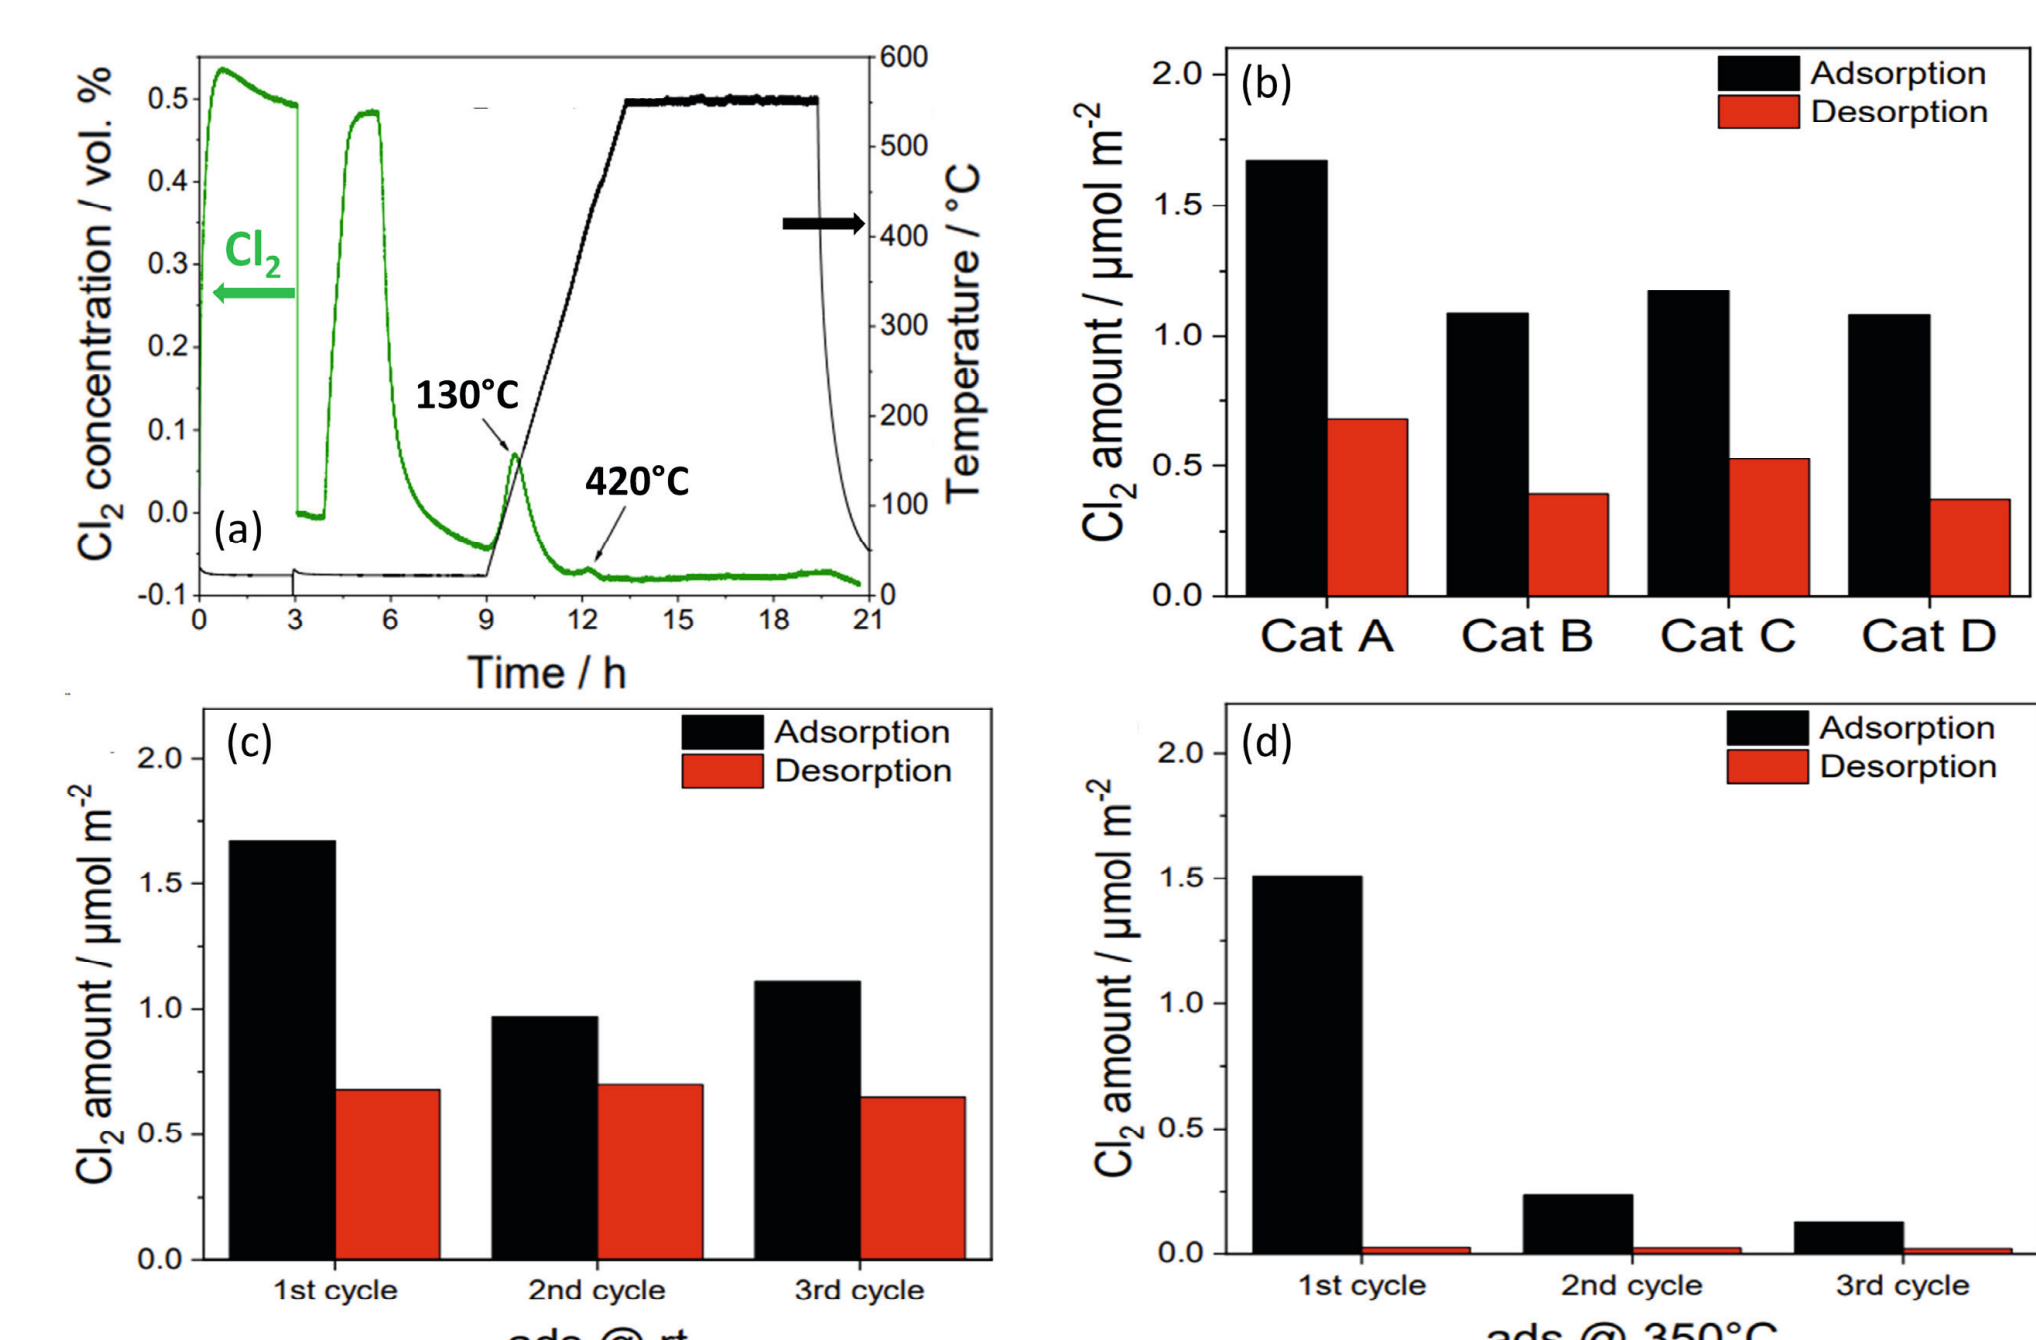 Cl2 concentration / vol. %
0.5
0.4
0.3
0.2
0.1
0.0
-0.1
Cl2
130°C
420°C
(a)
600
500
400
300
200
100
0
Temperature / °C
0 3 6 9 12 15 18 21
Time / h
(b)
Adsorption
Desorption
Cl2 amount / µmol m-2
2.0
1.5
1.0
0.5
0.0
Cat A Cat B Cat C Cat D
(c)
Adsorption
Desorption
Cl2 amount / µmol m-2
2.0
1.5
1.0
0.5
0.0
1st cycle 2nd cycle 3rd cycle
ads @ rt
(d)
Adsorption
Desorption
Cl2 amount / µmol m-2
2.0
1.5
1.0
0.5
0.0
1st cycle 2nd cycle 3rd cycle
ads @ 350°C